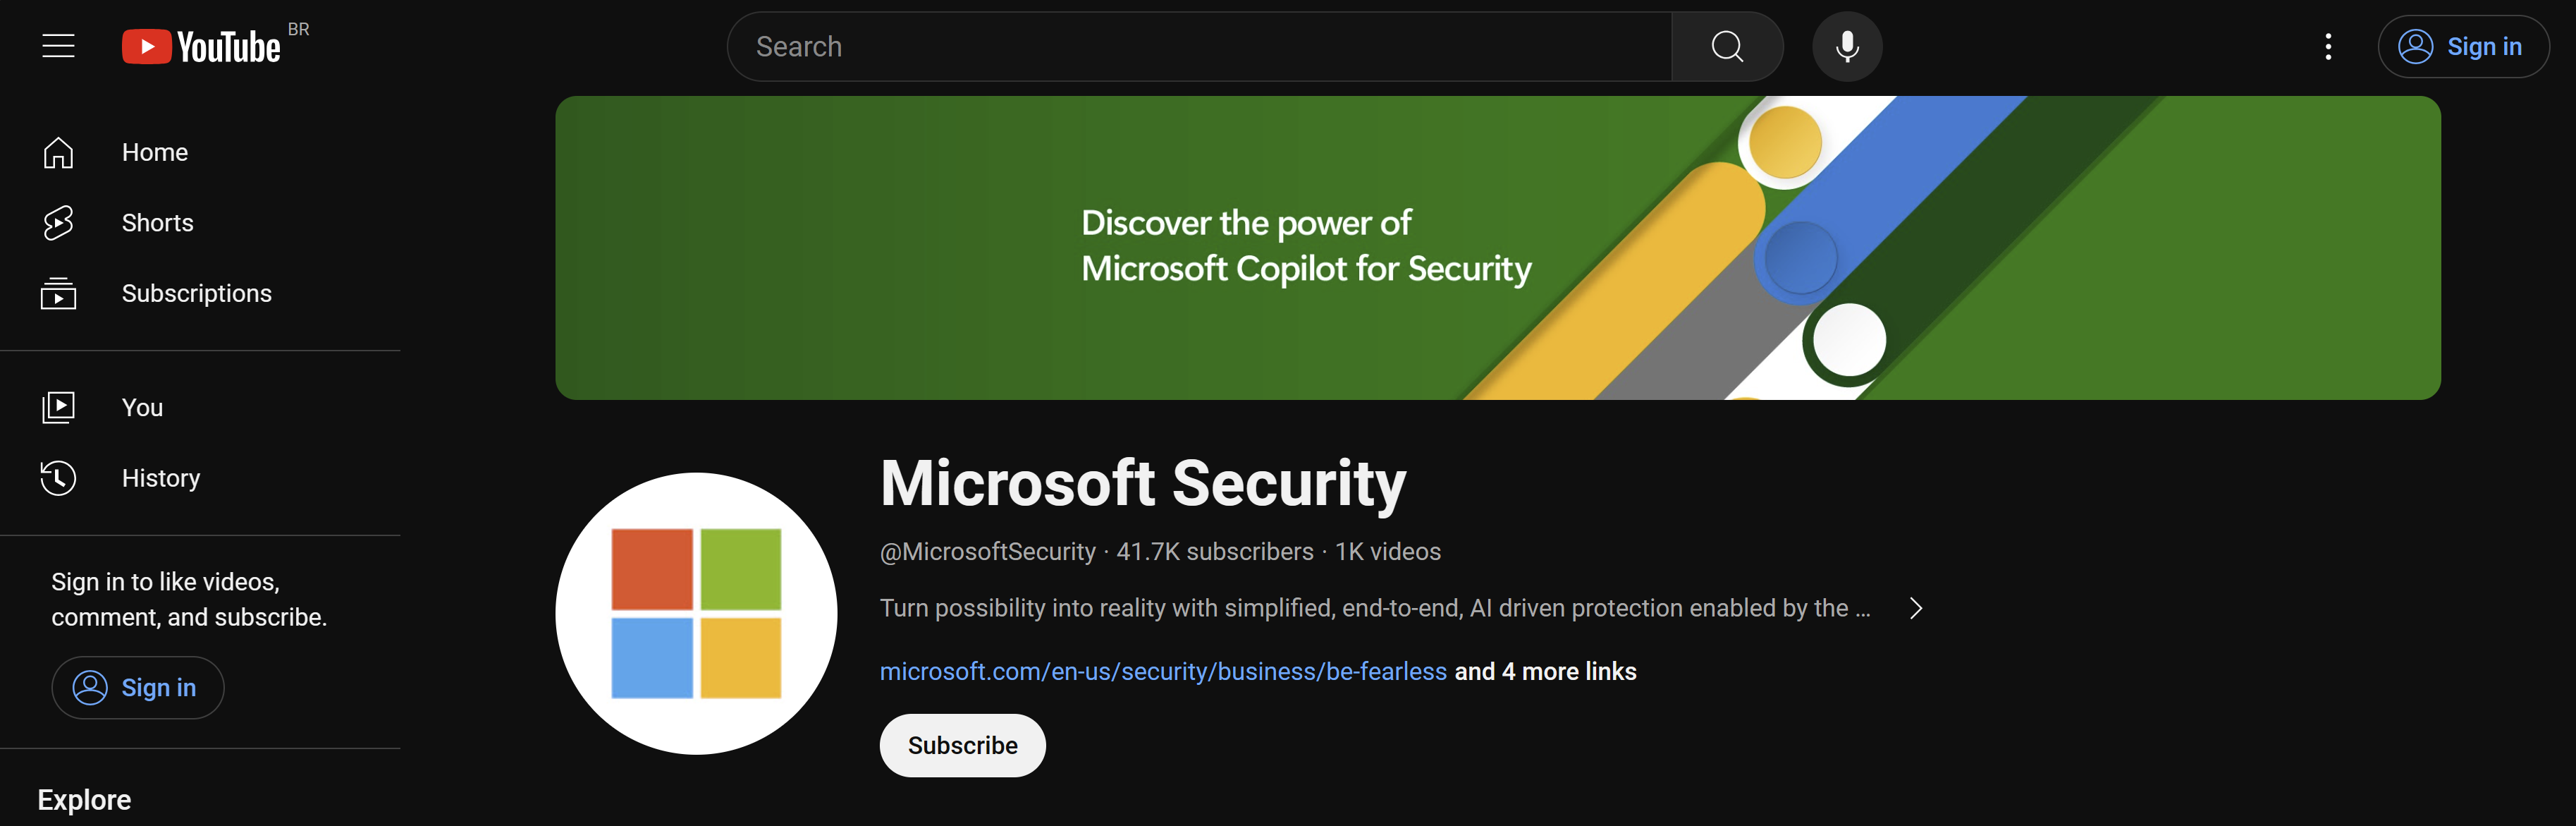 YouTube BR
Search
Sign in
Home
Shorts
Subscriptions
You
History
Sign in to like videos,
comment, and subscribe.
Sign in
Explore
Discover the power of
Microsoft Copilot for Security
Microsoft Security
@MicrosoftSecurity · 41.7K subscribers · 1K videos
Turn possibility into reality with simplified, end-to-end, AI driven protection enabled by the ...
microsoft.com/en-us/security/business/be-fearless and 4 more links
Subscribe